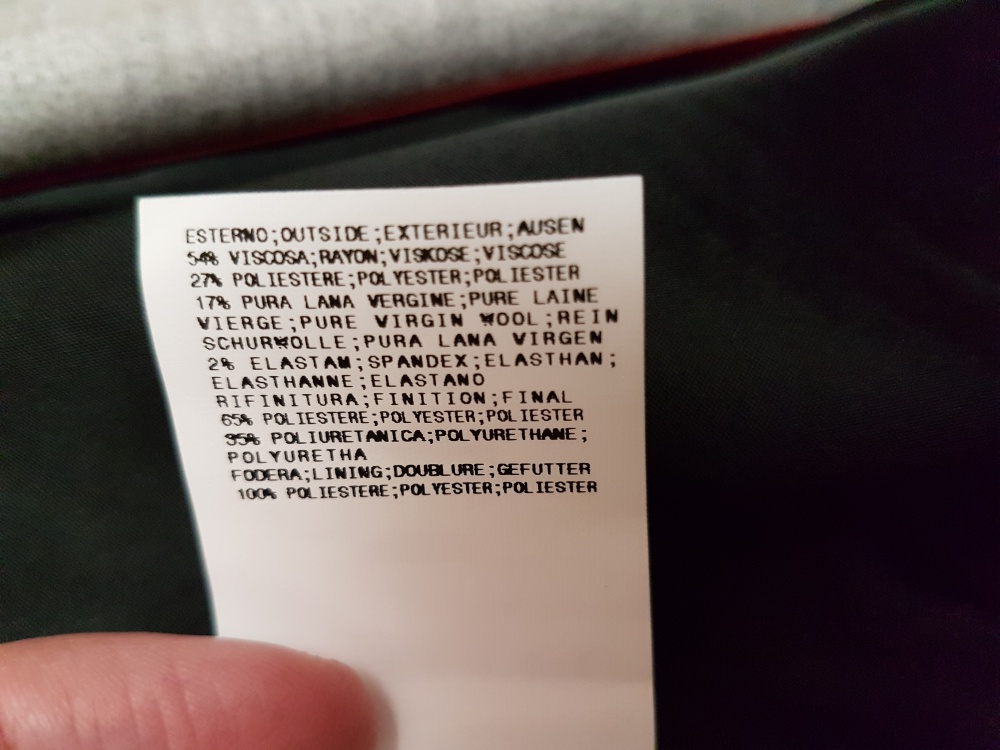 ESTERNO;OUTSIDE;EXTERIEUR;AUSEN
54% VISCOSA;RAYON;VISKOSE;VISCOSE
27% POLIESTERE;POLYESTER;POLIESTER
17% PURA LANA VERGINE;PURE LAINE
VIERGE;PURE VIRGIN WOOL;REIN
SCHURWOLLE;PURA LANA VIRGEN
2% ELASTAM;SPANDEX;ELASTHAN;
ELASTHANNE;ELASTANO
RIFINITURA;FINITION;FINAL
65% POLIESTERE;POLYESTER;POLIESTER
35% POLIURETANICA;POLYURETHANE;
POLYURETHA
FODERA;LINING;DOUBLURE;GEFUTTER
100% POLIESTERE;POLYESTER;POLIESTER